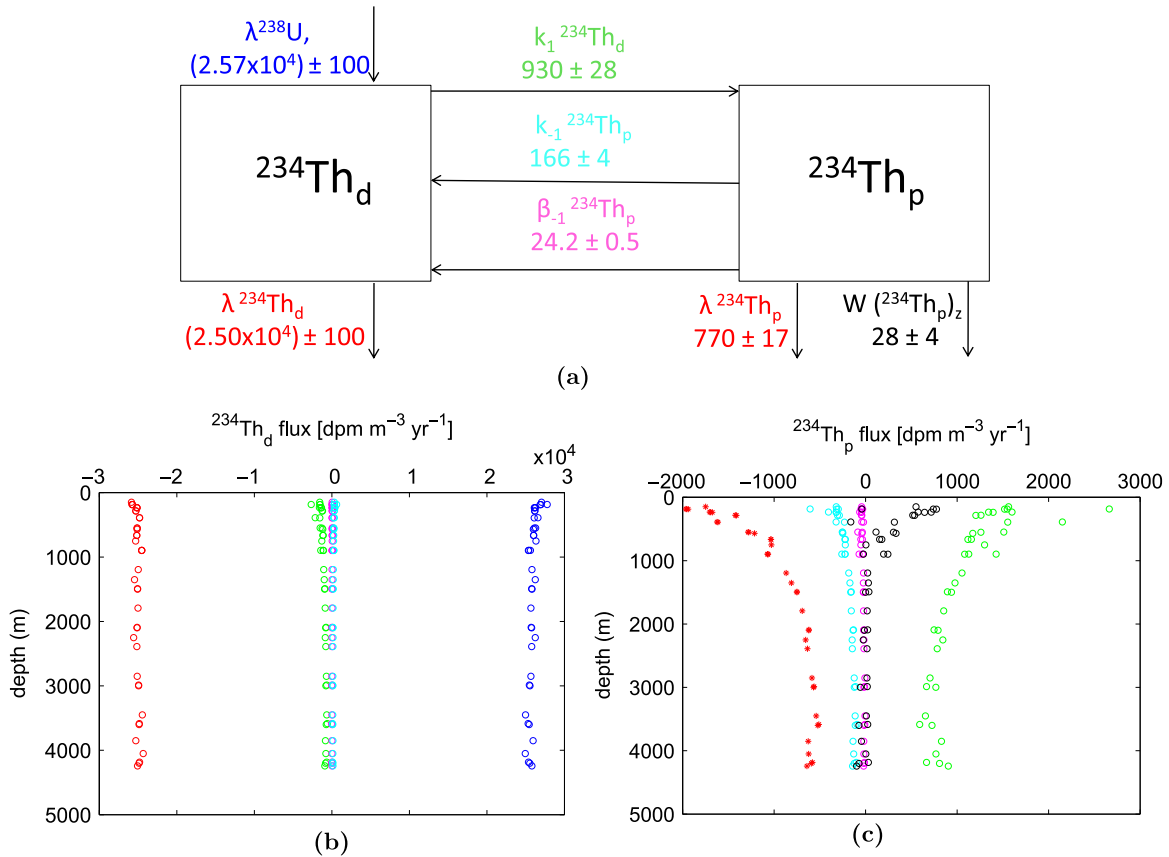 λ²³⁸U,
(2.57x10⁴) ± 100
k₁ ²³⁴Th_d
930 ± 28
k₋₁ ²³⁴Th_p
166 ± 4
β₋₁ ²³⁴Th_p
24.2 ± 0.5
²³⁴Th_d
²³⁴Th_p
λ ²³⁴Th_d
(2.50x10⁴) ± 100
λ ²³⁴Th_p
770 ± 17
W (²³⁴Th_p)_z
28 ± 4
(a)
²³⁴Th_d flux [dpm m⁻³ yr⁻¹]
x10⁴
−3 −2 −1 0 1 2 3
0
1000
2000
3000
4000
5000
depth (m)
(b)
²³⁴Th_p flux [dpm m⁻³ yr⁻¹]
−2000 −1000 0 1000 2000 3000
0
1000
2000
3000
4000
5000
depth (m)
(c)